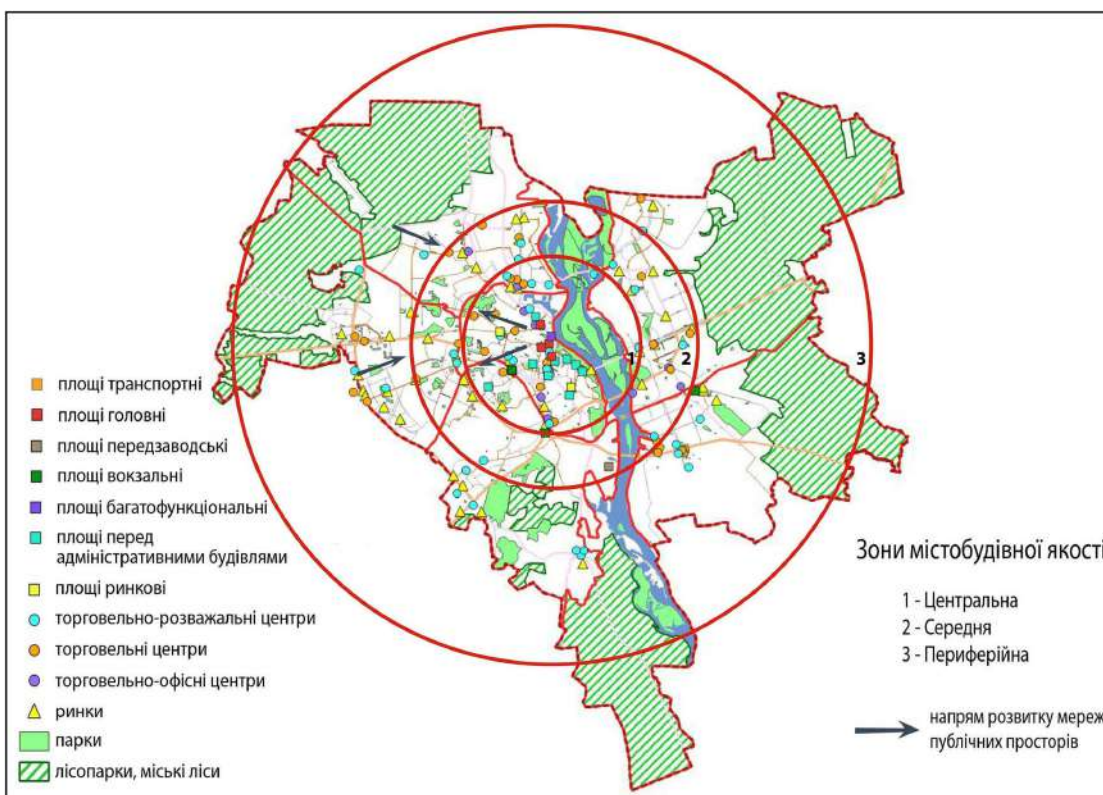 1
2
3
площі транспортні
площі головні
площі передзаводські
площі вокзальні
площі багатофункціональні
площі перед
адміністративними будівлями
площі ринкові
торговельно-розважальні центри
торговельні центри
торговельно-офісні центри
ринки
парки
лісопарки, міські ліси
Зони містобудівної якості
1 - Центральна
2 - Середня
3 - Периферійна
напрям розвитку мереж
публічних просторів